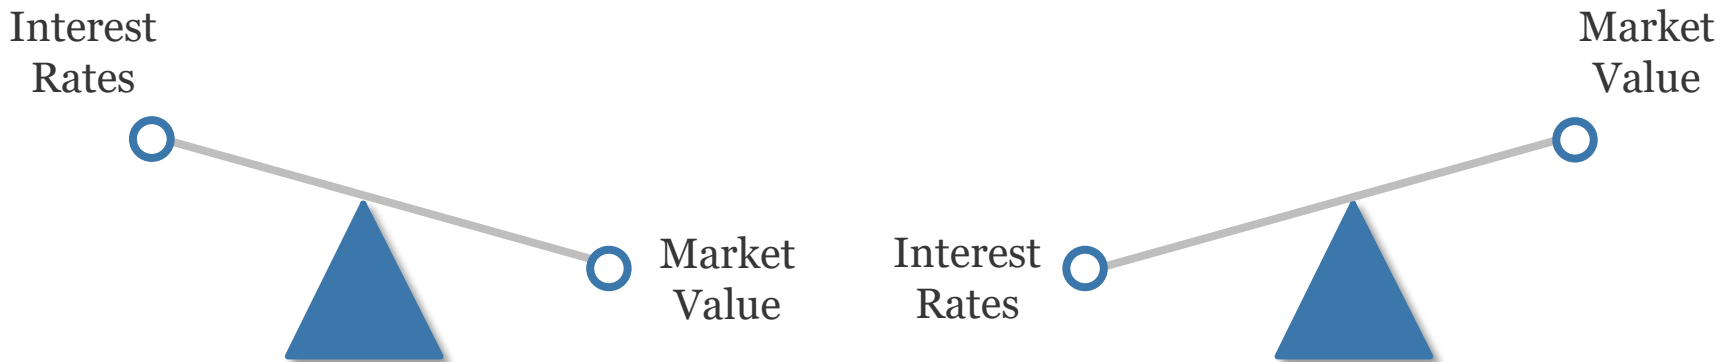 Interest
Rates
Market
Value
Interest
Rates
Market
Value